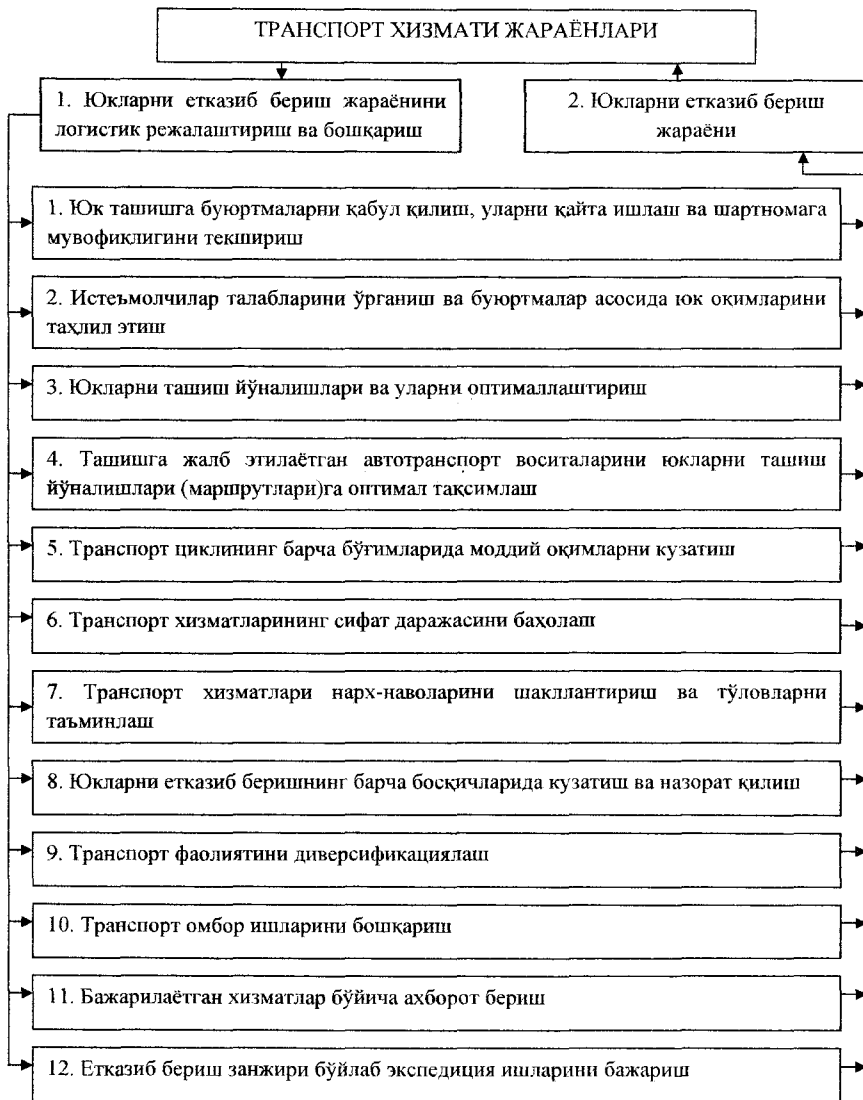 ТРАНСПОРТ ХИЗМАТИ ЖАРАЁНЛАРИ
1. Юкларни етказиб бериш жараёнини
логистик режалаштириш ва бошқариш
2. Юкларни етказиб бериш
жараёни
1. Юк ташишга буюртмаларни қабул қилиш, уларни қайта ишлаш ва шартномага
мувофиқлигини текшириш
2. Истеъмолчилар талабларини ўрганиш ва буюртмалар асосида юк оқимларини
таҳлил этиш
3. Юкларни ташиш йўналишлари ва уларни оптималлаштириш
4. Ташишга жалб этилаётган автотранспорт воситаларини юкларни ташиш
йўналишлари (маршрутлари)га оптимал тақсимлаш
5. Транспорт циклининг барча бўғимларида моддий оқимларни кузатиш
6. Транспорт хизматларининг сифат даражасини баҳолаш
7. Транспорт хизматлари нарх-наволарини шакллантириш ва тўловларни
таъминлаш
8. Юкларни етказиб беришнинг барча босқичларида кузатиш ва назорат қилиш
9. Транспорт фаолиятини диверсификациялаш
10. Транспорт омбор ишларини бошқариш
11. Бажарилаётган хизматлар бўйича ахборот бериш
12. Етказиб бериш занжири бўйлаб экспедиция ишларини бажариш